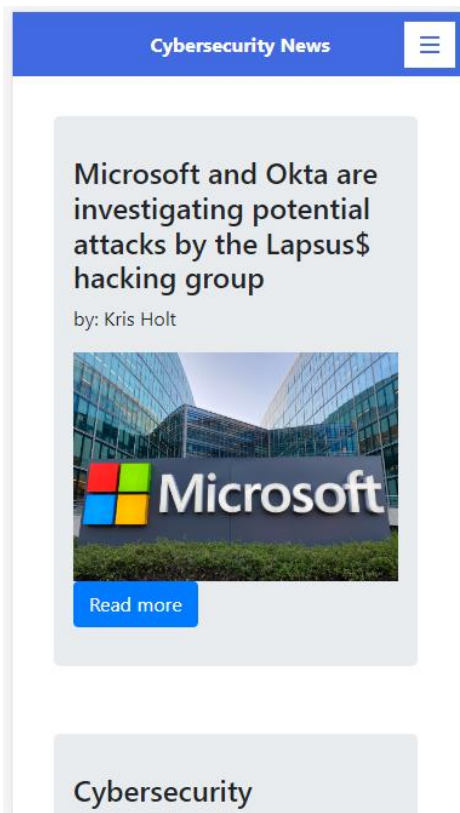 Cybersecurity News
Microsoft and Okta are
investigating potential
attacks by the Lapsus$
hacking group
by: Kris Holt
Microsoft
Read more
Cybersecurity